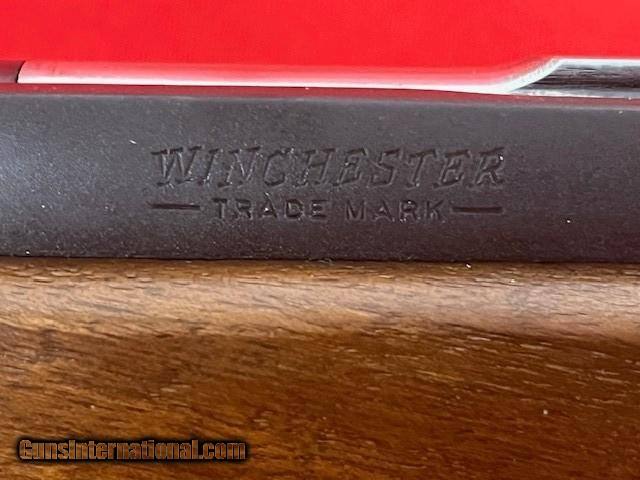 WINCHESTER
— TRADE MARK —
GunsInternational.com